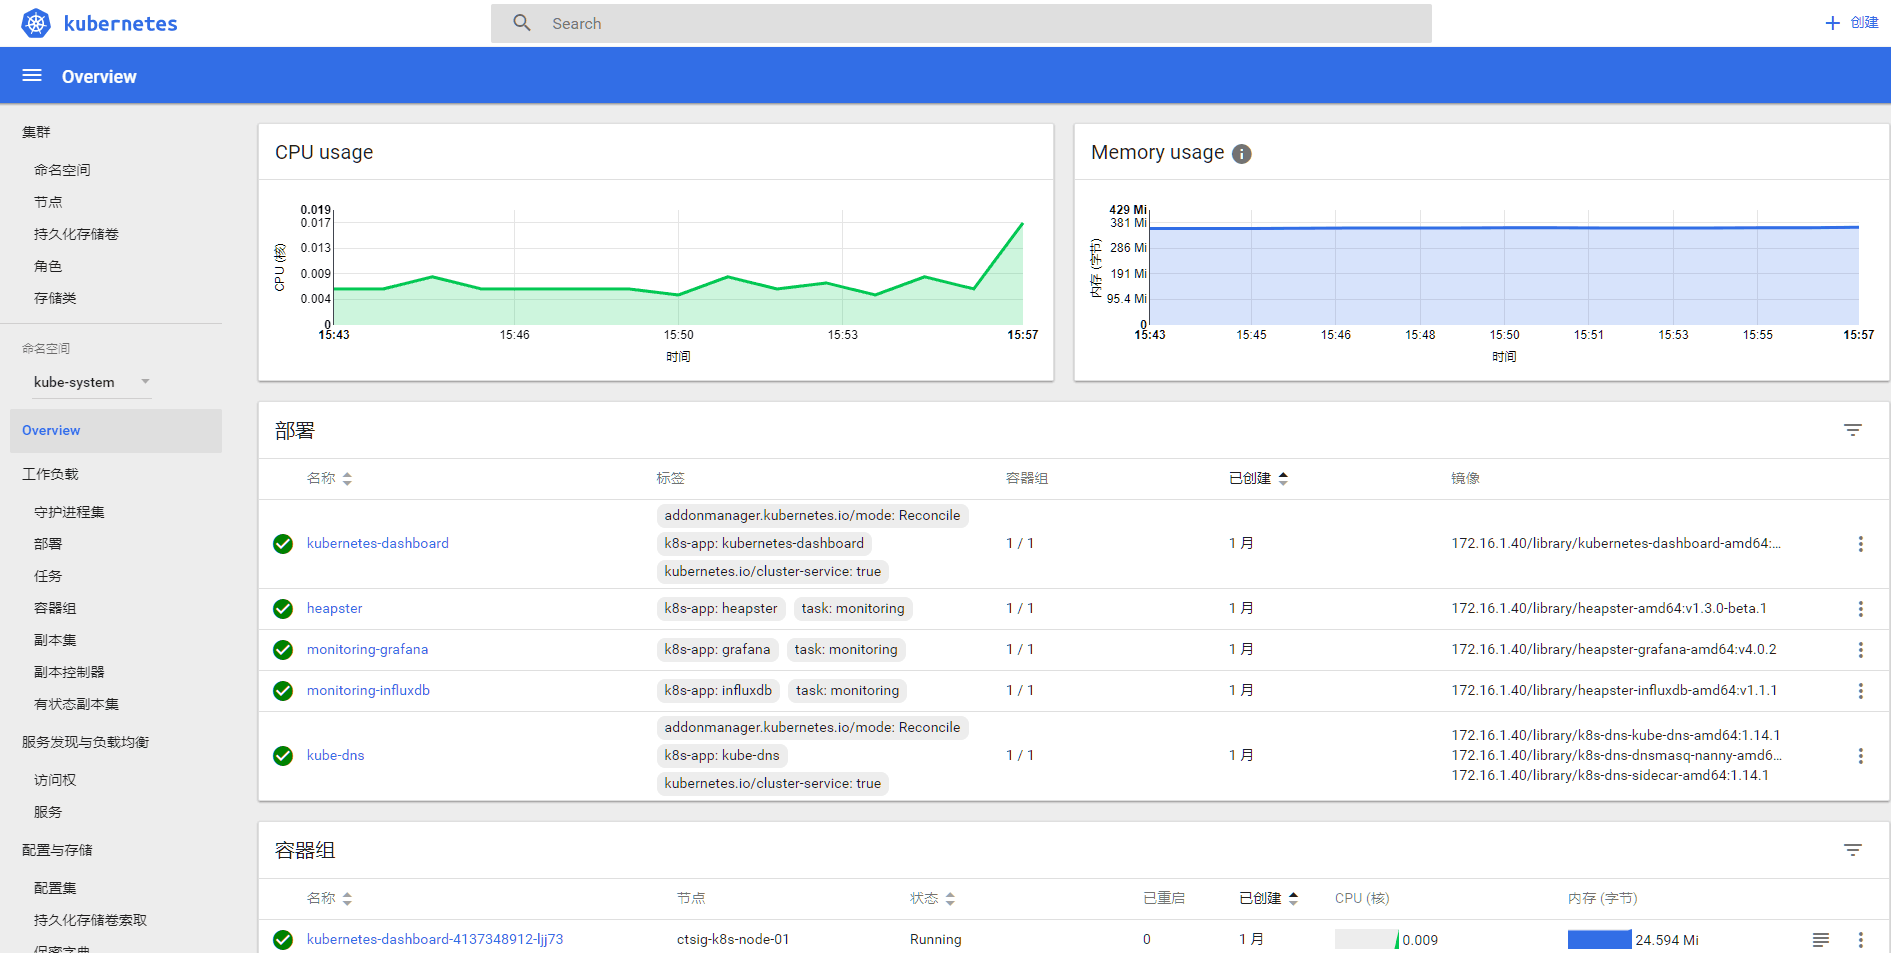 kubernetes
Search
创建
Overview
集群
命名空间
节点
持久化存储卷
角色
存储类
命名空间
kube-system
Overview
工作负载
守护进程集
部署
任务
容器组
副本集
副本控制器
有状态副本集
服务发现与负载均衡
访问权
服务
配置与存储
配置集
持久化存储卷索取
保密字典
CPU usage
CPU (核)
0.019
0.017
0.013
0.009
0.004
0
15:43 15:46 15:50 15:53 15:57
时间
Memory usage
内存 (字节)
429 Mi
381 Mi
286 Mi
191 Mi
95.4 Mi
0
15:43 15:45 15:46 15:48 15:50 15:51 15:53 15:55 15:57
时间
部署
名称 标签 容器组 已创建 镜像
addonmanager.kubernetes.io/mode: Reconcile
kubernetes-dashboard k8s-app: kubernetes-dashboard 1 / 1 1 月 172.16.1.40/library/kubernetes-dashboard-amd64:...
kubernetes.io/cluster-service: true
heapster k8s-app: heapster task: monitoring 1 / 1 1 月 172.16.1.40/library/heapster-amd64:v1.3.0-beta.1
monitoring-grafana k8s-app: grafana task: monitoring 1 / 1 1 月 172.16.1.40/library/heapster-grafana-amd64:v4.0.2
monitoring-influxdb k8s-app: influxdb task: monitoring 1 / 1 1 月 172.16.1.40/library/heapster-influxdb-amd64:v1.1.1
addonmanager.kubernetes.io/mode: Reconcile
172.16.1.40/library/k8s-dns-kube-dns-amd64:1.14.1
kube-dns k8s-app: kube-dns 1 / 1 1 月 172.16.1.40/library/k8s-dns-dnsmasq-nanny-amd6...
172.16.1.40/library/k8s-dns-sidecar-amd64:1.14.1
kubernetes.io/cluster-service: true
容器组
名称 节点 状态 已重启 已创建 CPU (核) 内存 (字节)
kubernetes-dashboard-4137348912-ljj73 ctsig-k8s-node-01 Running 0 1 月 0.009 24.594 Mi